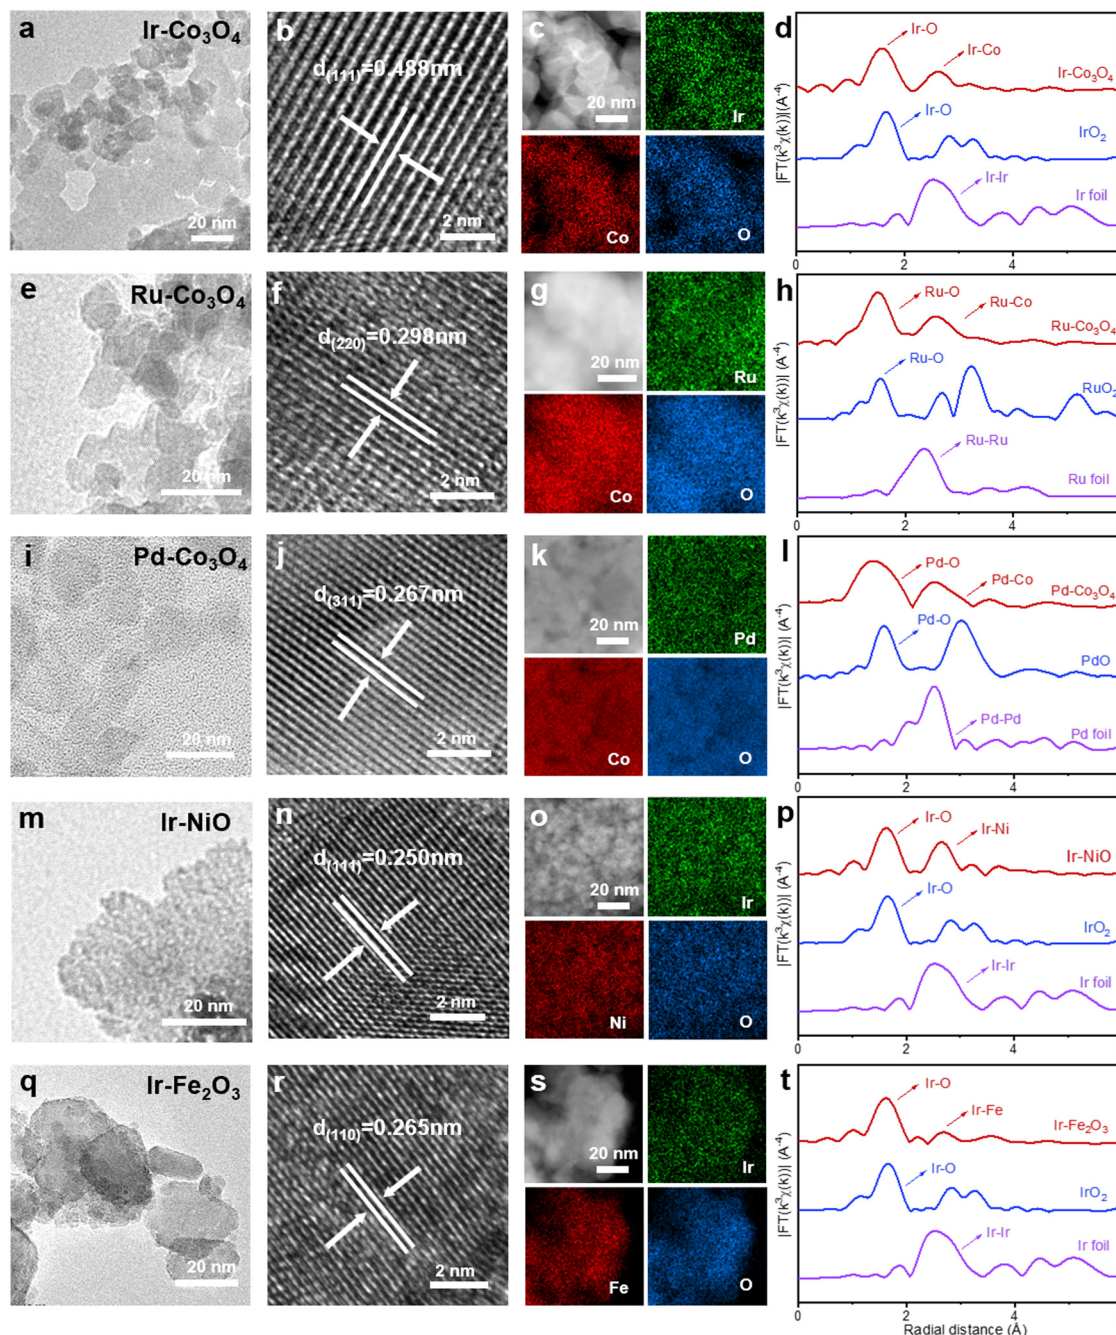 a
Ir-Co₃O₄
20 nm
b
d₍₁₁₁₎=0.488nm
2 nm
c
20 nm
Ir
Co
O
d
Ir-O
Ir-Co
Ir-Co₃O₄
Ir-O
IrO₂
Ir-Ir
Ir foil
|FT(k³χ(k))|(A⁻⁴)
0 2 4
e
Ru-Co₃O₄
20 nm
f
d₍₂₂₀₎=0.298nm
2 nm
g
20 nm
Ru
Co
O
h
Ru-O
Ru-Co
Ru-Co₃O₄
Ru-O
RuO₂
Ru-Ru
Ru foil
|FT(k³χ(k))| (A⁻⁴)
0 2 4
i
Pd-Co₃O₄
20 nm
j
d₍₃₁₁₎=0.267nm
2 nm
k
20 nm
Pd
Co
O
l
Pd-O
Pd-Co
Pd-Co₃O₄
Pd-O
PdO
Pd-Pd
Pd foil
|FT(k³χ(k))| (A⁻⁴)
0 2 4
m
Ir-NiO
20 nm
n
d₍₁₁₁₎=0.250nm
2 nm
o
20 nm
Ir
Ni
O
p
Ir-O
Ir-Ni
Ir-NiO
Ir-O
IrO₂
Ir-Ir
Ir foil
|FT(k³χ(k))| (A⁻⁴)
0 2 4
q
Ir-Fe₂O₃
20 nm
r
d₍₁₁₀₎=0.265nm
2 nm
s
20 nm
Ir
Fe
O
t
Ir-O
Ir-Fe
Ir-Fe₂O₃
Ir-O
IrO₂
Ir-Ir
Ir foil
|FT(k³χ(k))| (A⁻⁴)
0 2 4
Radial distance (Å)